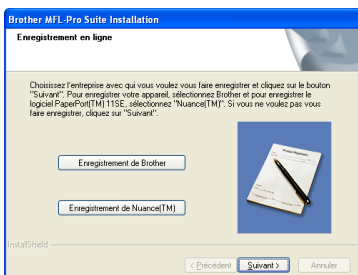 Brother MFL-Pro Suite Installation
Enregistrement en ligne
Choisissez l'entreprise avec qui vous voulez vous faire enregistrer et cliquez sur le bouton
"Suivant". Pour enregistrer votre appareil, sélectionnez Brother et pour enregistrer le
logiciel PaperPort(TM) 11SE, sélectionnez "Nuance(TM)". Si vous ne voulez pas vous
faire enregistrer, cliquez sur "Suivant".
Enregistrement de Brother
Enregistrement de Nuance(TM)
InstallShield
< Précédent
Suivant >
Annuler